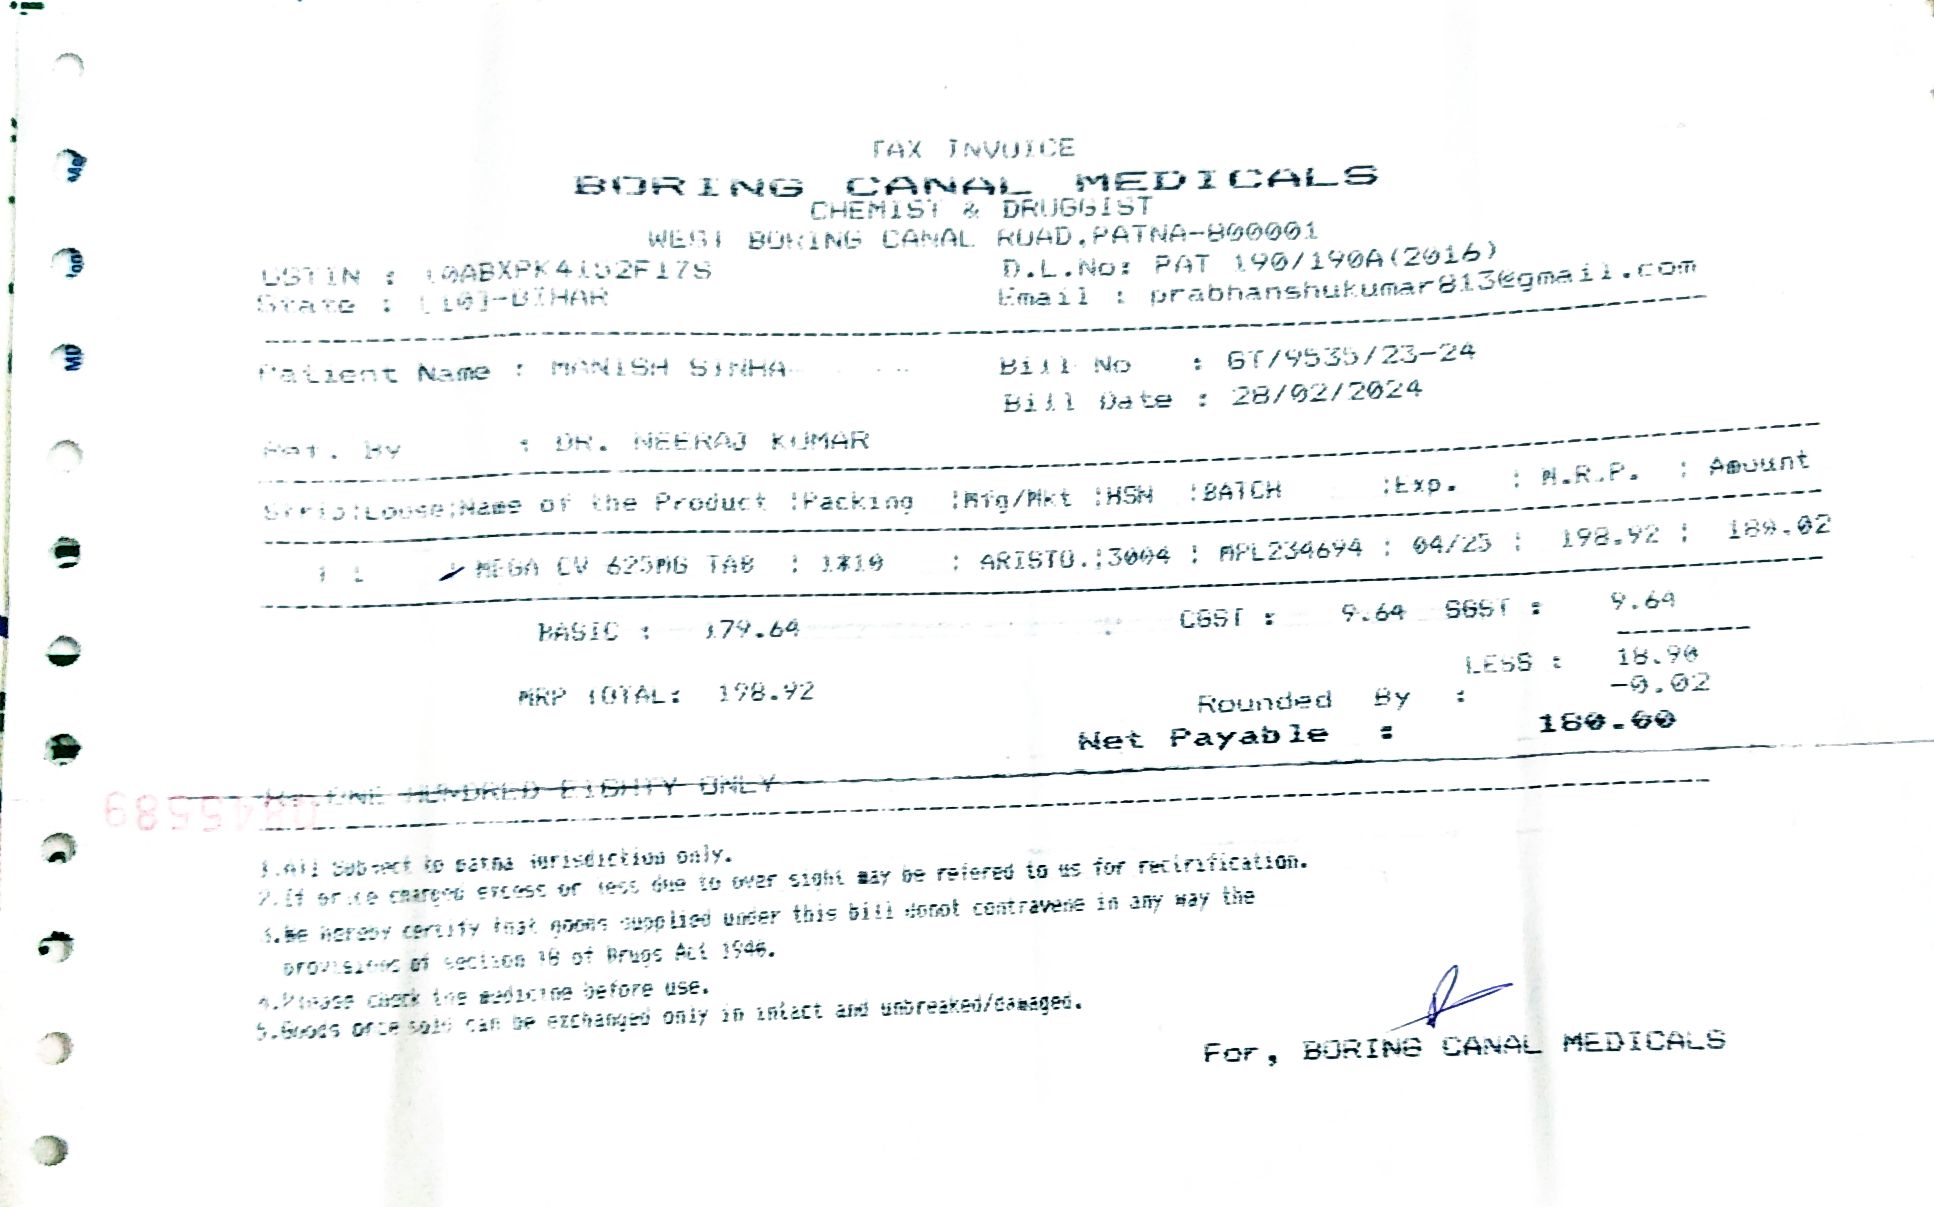 TAX INVOICE
BORING CANAL MEDICALS
CHEMIST & DRUGGIST
WEST BORING CANAL ROAD,PATNA-800001
GSTIN :
D.L.No: PAT 190/190A(2016)
State : [10]-BIHAR
Email : prabhanshukumar813@gmail.com
Patient Name : MANISH SINHA
Bill No : GT/9535/23-24
Bill Date : 28/02/2024
By : DR. NEERAJ KUMAR
Strip:Loose:Name of the Product :Packing :Mfg/Mkt :HSN :BATCH :Exp. : M.R.P. : Amount
1 : MEGA CV 625MG TAB : 1*10 : ARISTO.:3004 : MPL234694 : 04/25 : 198.92 : 180.02
BASIC : 179.64 CGST : 9.64 SGST : 9.64
LESS : 18.90
MRP TOTAL: 198.92 Rounded By : -0.02
Net Payable : 180.00
ONE HUNDRED EIGHTY ONLY
1.All Subject to patna jurisdiction only.
2.If price charged excess or less due to over sight may be refered to us for rectrification.
3.We hereby certify that goods supplied under this bill donot contravene in any way the
provisions of section 18 of Drugs Act 1940.
4.Please check the medicine before use.
5.Goods once sold can be exchanged only in intact and unbreaked/damaged.
For, BORING CANAL MEDICALS